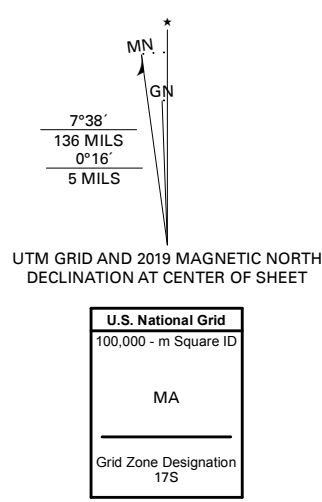 ★
MN
GN
7°38´
136 MILS
0°16´
5 MILS
UTM GRID AND 2019 MAGNETIC NORTH
DECLINATION AT CENTER OF SHEET
U.S. National Grid
100,000 - m Square ID
MA
Grid Zone Designation
17S